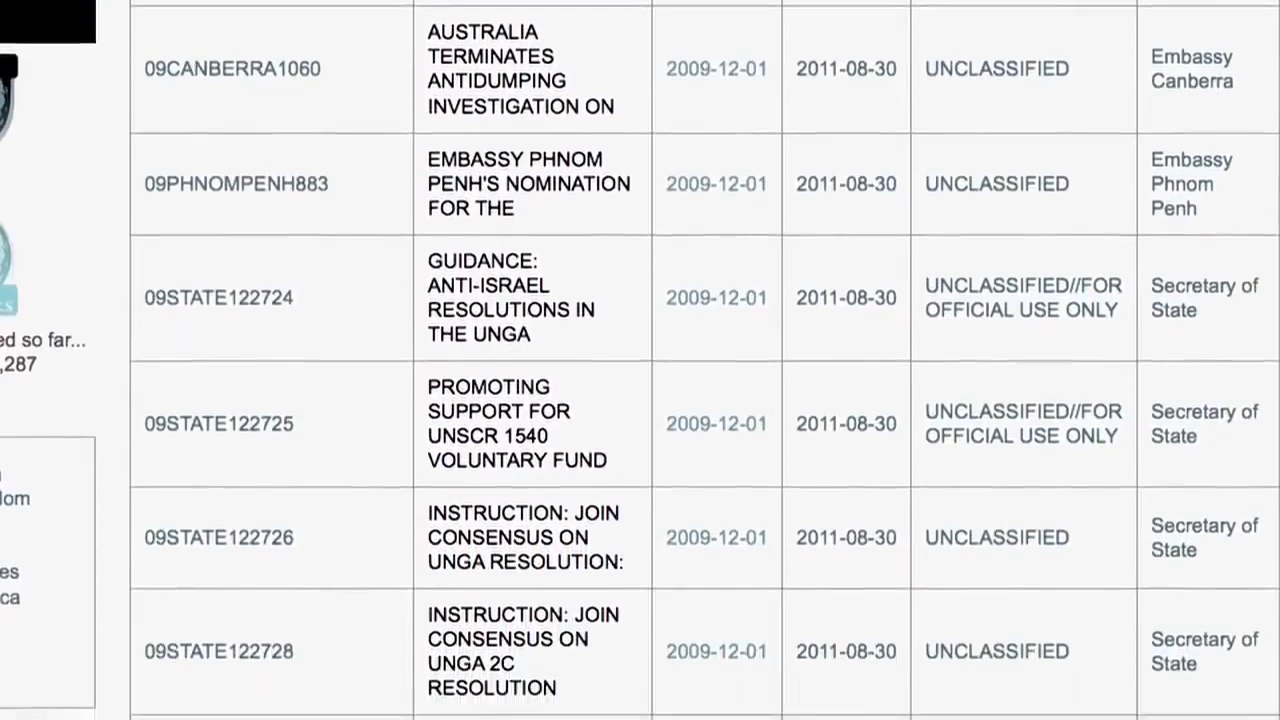 09CANBERRA1060
AUSTRALIA
TERMINATES
ANTIDUMPING
INVESTIGATION ON
2009-12-01
2011-08-30
UNCLASSIFIED
Embassy
Canberra
09PHNOMPENH883
EMBASSY PHNOM
PENH'S NOMINATION
FOR THE
2009-12-01
2011-08-30
UNCLASSIFIED
Embassy
Phnom
Penh
09STATE122724
GUIDANCE:
ANTI-ISRAEL
RESOLUTIONS IN
THE UNGA
2009-12-01
2011-08-30
UNCLASSIFIED//FOR
OFFICIAL USE ONLY
Secretary of
State
09STATE122725
PROMOTING
SUPPORT FOR
UNSCR 1540
VOLUNTARY FUND
2009-12-01
2011-08-30
UNCLASSIFIED//FOR
OFFICIAL USE ONLY
Secretary of
State
09STATE122726
INSTRUCTION: JOIN
CONSENSUS ON
UNGA RESOLUTION:
2009-12-01
2011-08-30
UNCLASSIFIED
Secretary of
State
09STATE122728
INSTRUCTION: JOIN
CONSENSUS ON
UNGA 2C
RESOLUTION
2009-12-01
2011-08-30
UNCLASSIFIED
Secretary of
State
ed so far...
,287
dom
es
ca